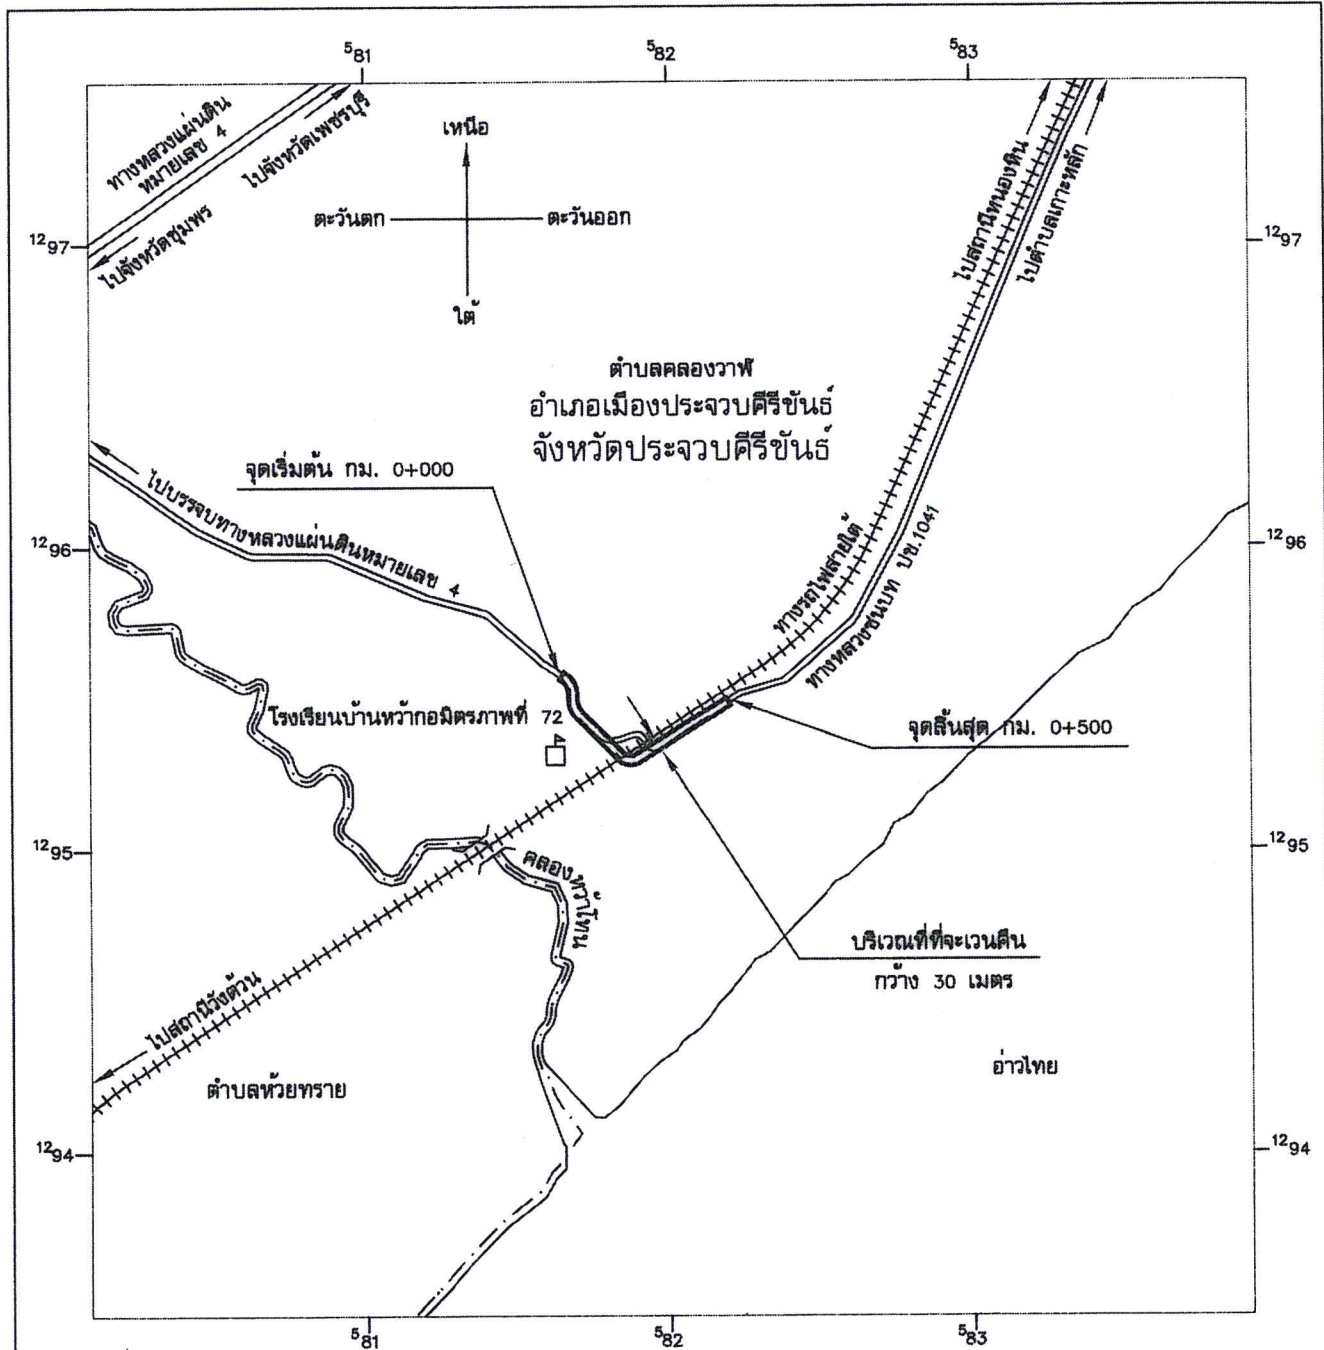 581
582
583
ทางหลวงแผ่นดิน
หมายเลข 4
ไปจังหวัดเพชรบุรี
ไปจังหวัดชุมพร
เหนือ
ตะวันตก
ตะวันออก
ใต้
1297
1297
ไปสถานีหนองหิน
ไปตำบลเกาะหลัก
ตำบลคลองวาฬ
อำเภอเมืองประจวบคีรีขันธ์
จังหวัดประจวบคีรีขันธ์
จุดเริ่มต้น กม. 0+000
ไปบรรจบทางหลวงแผ่นดินหมายเลข 4
1296
1296
ทางรถไฟสายใต้
ทางหลวงชนบท ปข.1041
โรงเรียนบ้านหว้ากอมิตรภาพที่ 72
จุดสิ้นสุด กม. 0+500
1295
1295
คลองหว้าโทน
บริเวณที่ที่จะเวนคืน
กว้าง 30 เมตร
ไปสถานีวังด้วน
ตำบลห้วยทราย
อ่าวไทย
1294
1294
581
582
583